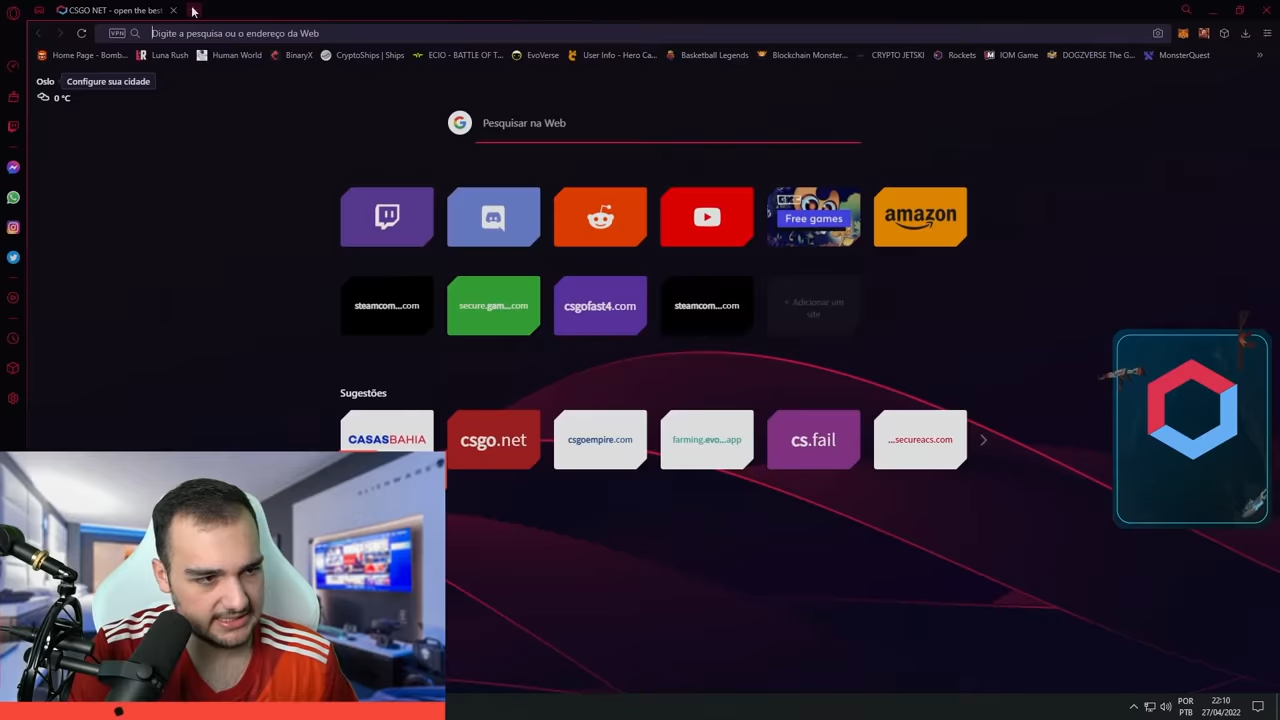 CSGO NET - open the best
VPN
Digite a pesquisa ou o endereço da Web
Home Page - Bomb...
Luna Rush
Human World
BinaryX
CryptoShips | Ships
ECIO - BATTLE OF T...
EvoVerse
User Info - Hero Ca...
Basketball Legends
Blockchain Monster...
CRYPTO JETSKI
Rockets
IOM Game
DOGZVERSE The G...
MonsterQuest
Oslo
Configure sua cidade
0 °C
Pesquisar na Web
Free games
amazon
steamcom...com
secure.gam...com
csgofast4.com
steamcom...com
+ Adicionar um
site
Sugestões
CASASBAHIA
csgo.net
csgoempire.com
farming.evo...app
cs.fail
...secureacs.com
ALIENWARE
POR
PTB
22:10
27/04/2022